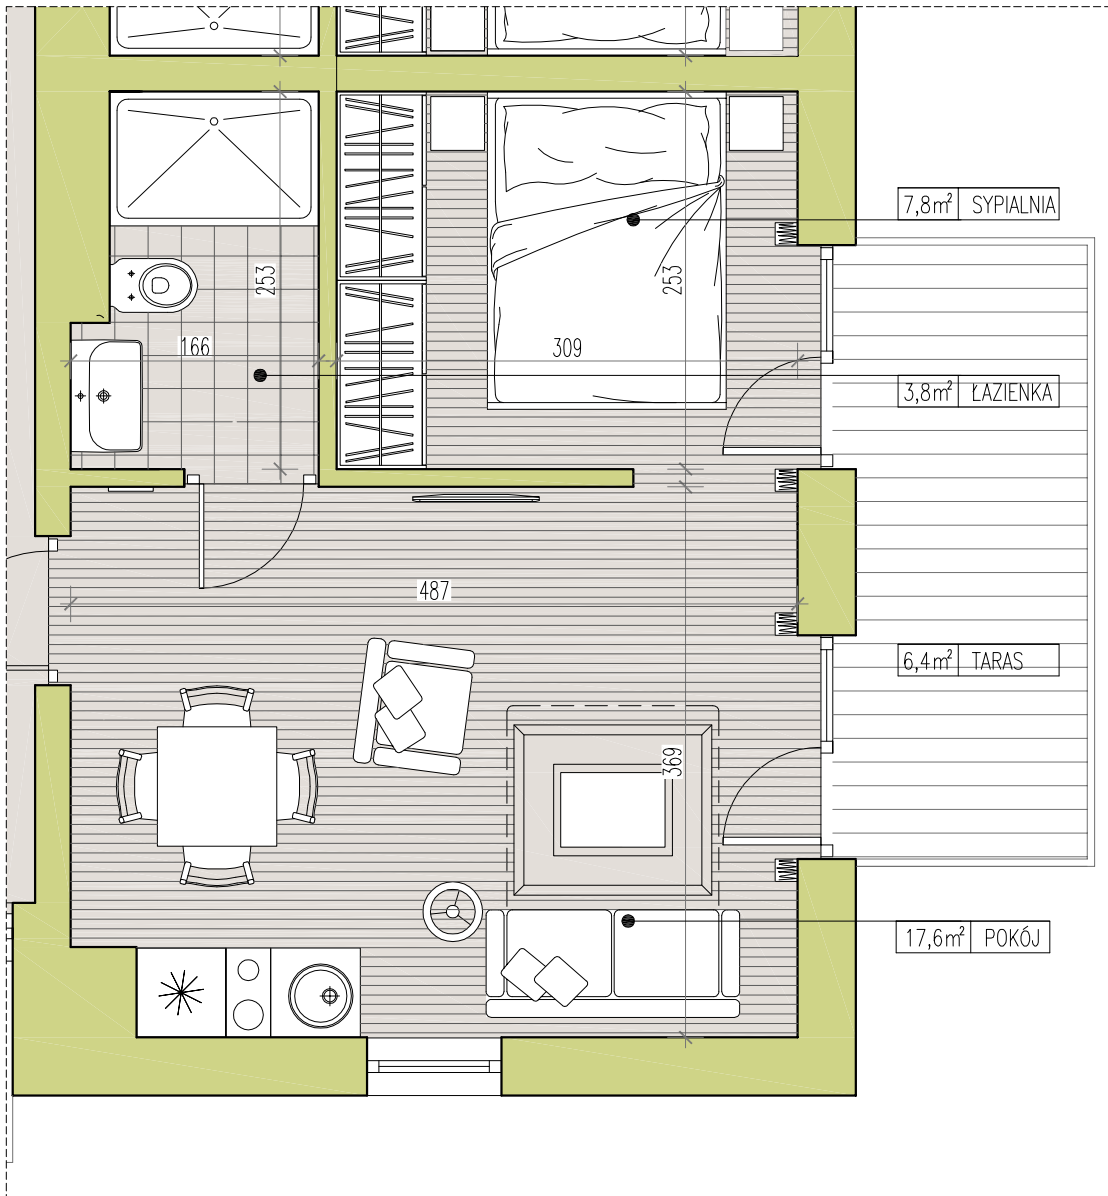 7,8m² SYPIALNIA
253
253
166
309
3,8m² ŁAZIENKA
487
6,4m² TARAS
369
17,6m² POKÓJ